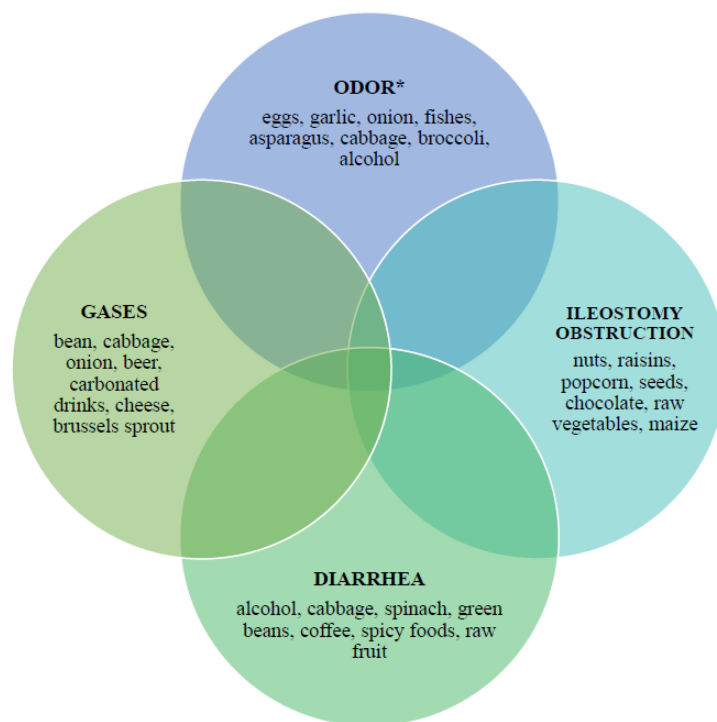 ODOR*
eggs, garlic, onion, fishes,
asparagus, cabbage, broccoli,
alcohol
GASES
bean, cabbage,
onion, beer,
carbonated
drinks, cheese,
brussels sprout
ILEOSTOMY
OBSTRUCTION
nuts, raisins,
popcorn, seeds,
chocolate, raw
vegetables, maize
DIARRHEA
alcohol, cabbage, spinach, green
beans, coffee, spicy foods, raw
fruit